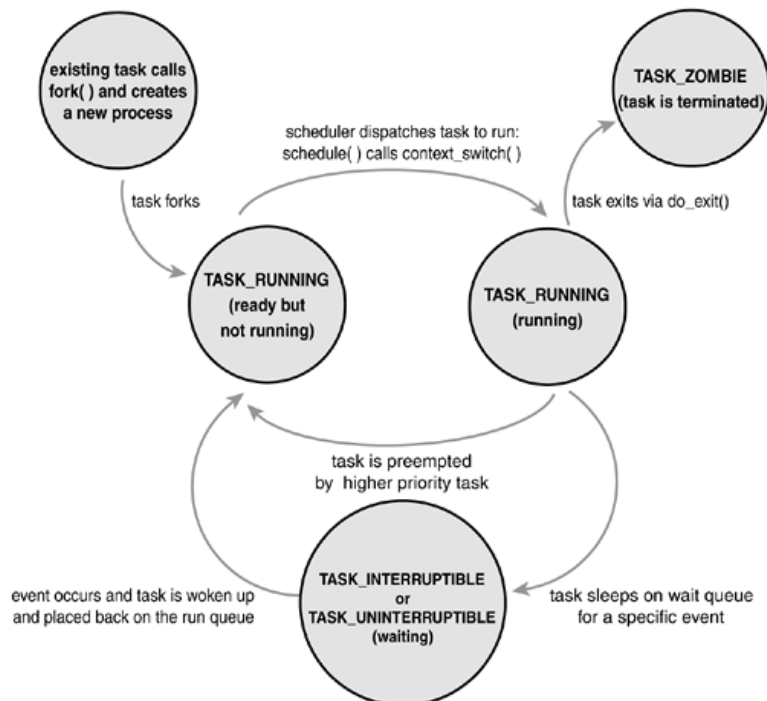 existing task calls
fork( ) and creates
a new process
TASK_ZOMBIE
(task is terminated)
scheduler dispatches task to run:
schedule( ) calls context_switch( )
task forks
task exits via do_exit()
TASK_RUNNING
(ready but
not running)
TASK_RUNNING
(running)
task is preempted
by higher priority task
event occurs and task is woken up
and placed back on the run queue
TASK_INTERRUPTIBLE
or
TASK_UNINTERRUPTIBLE
(waiting)
task sleeps on wait queue
for a specific event